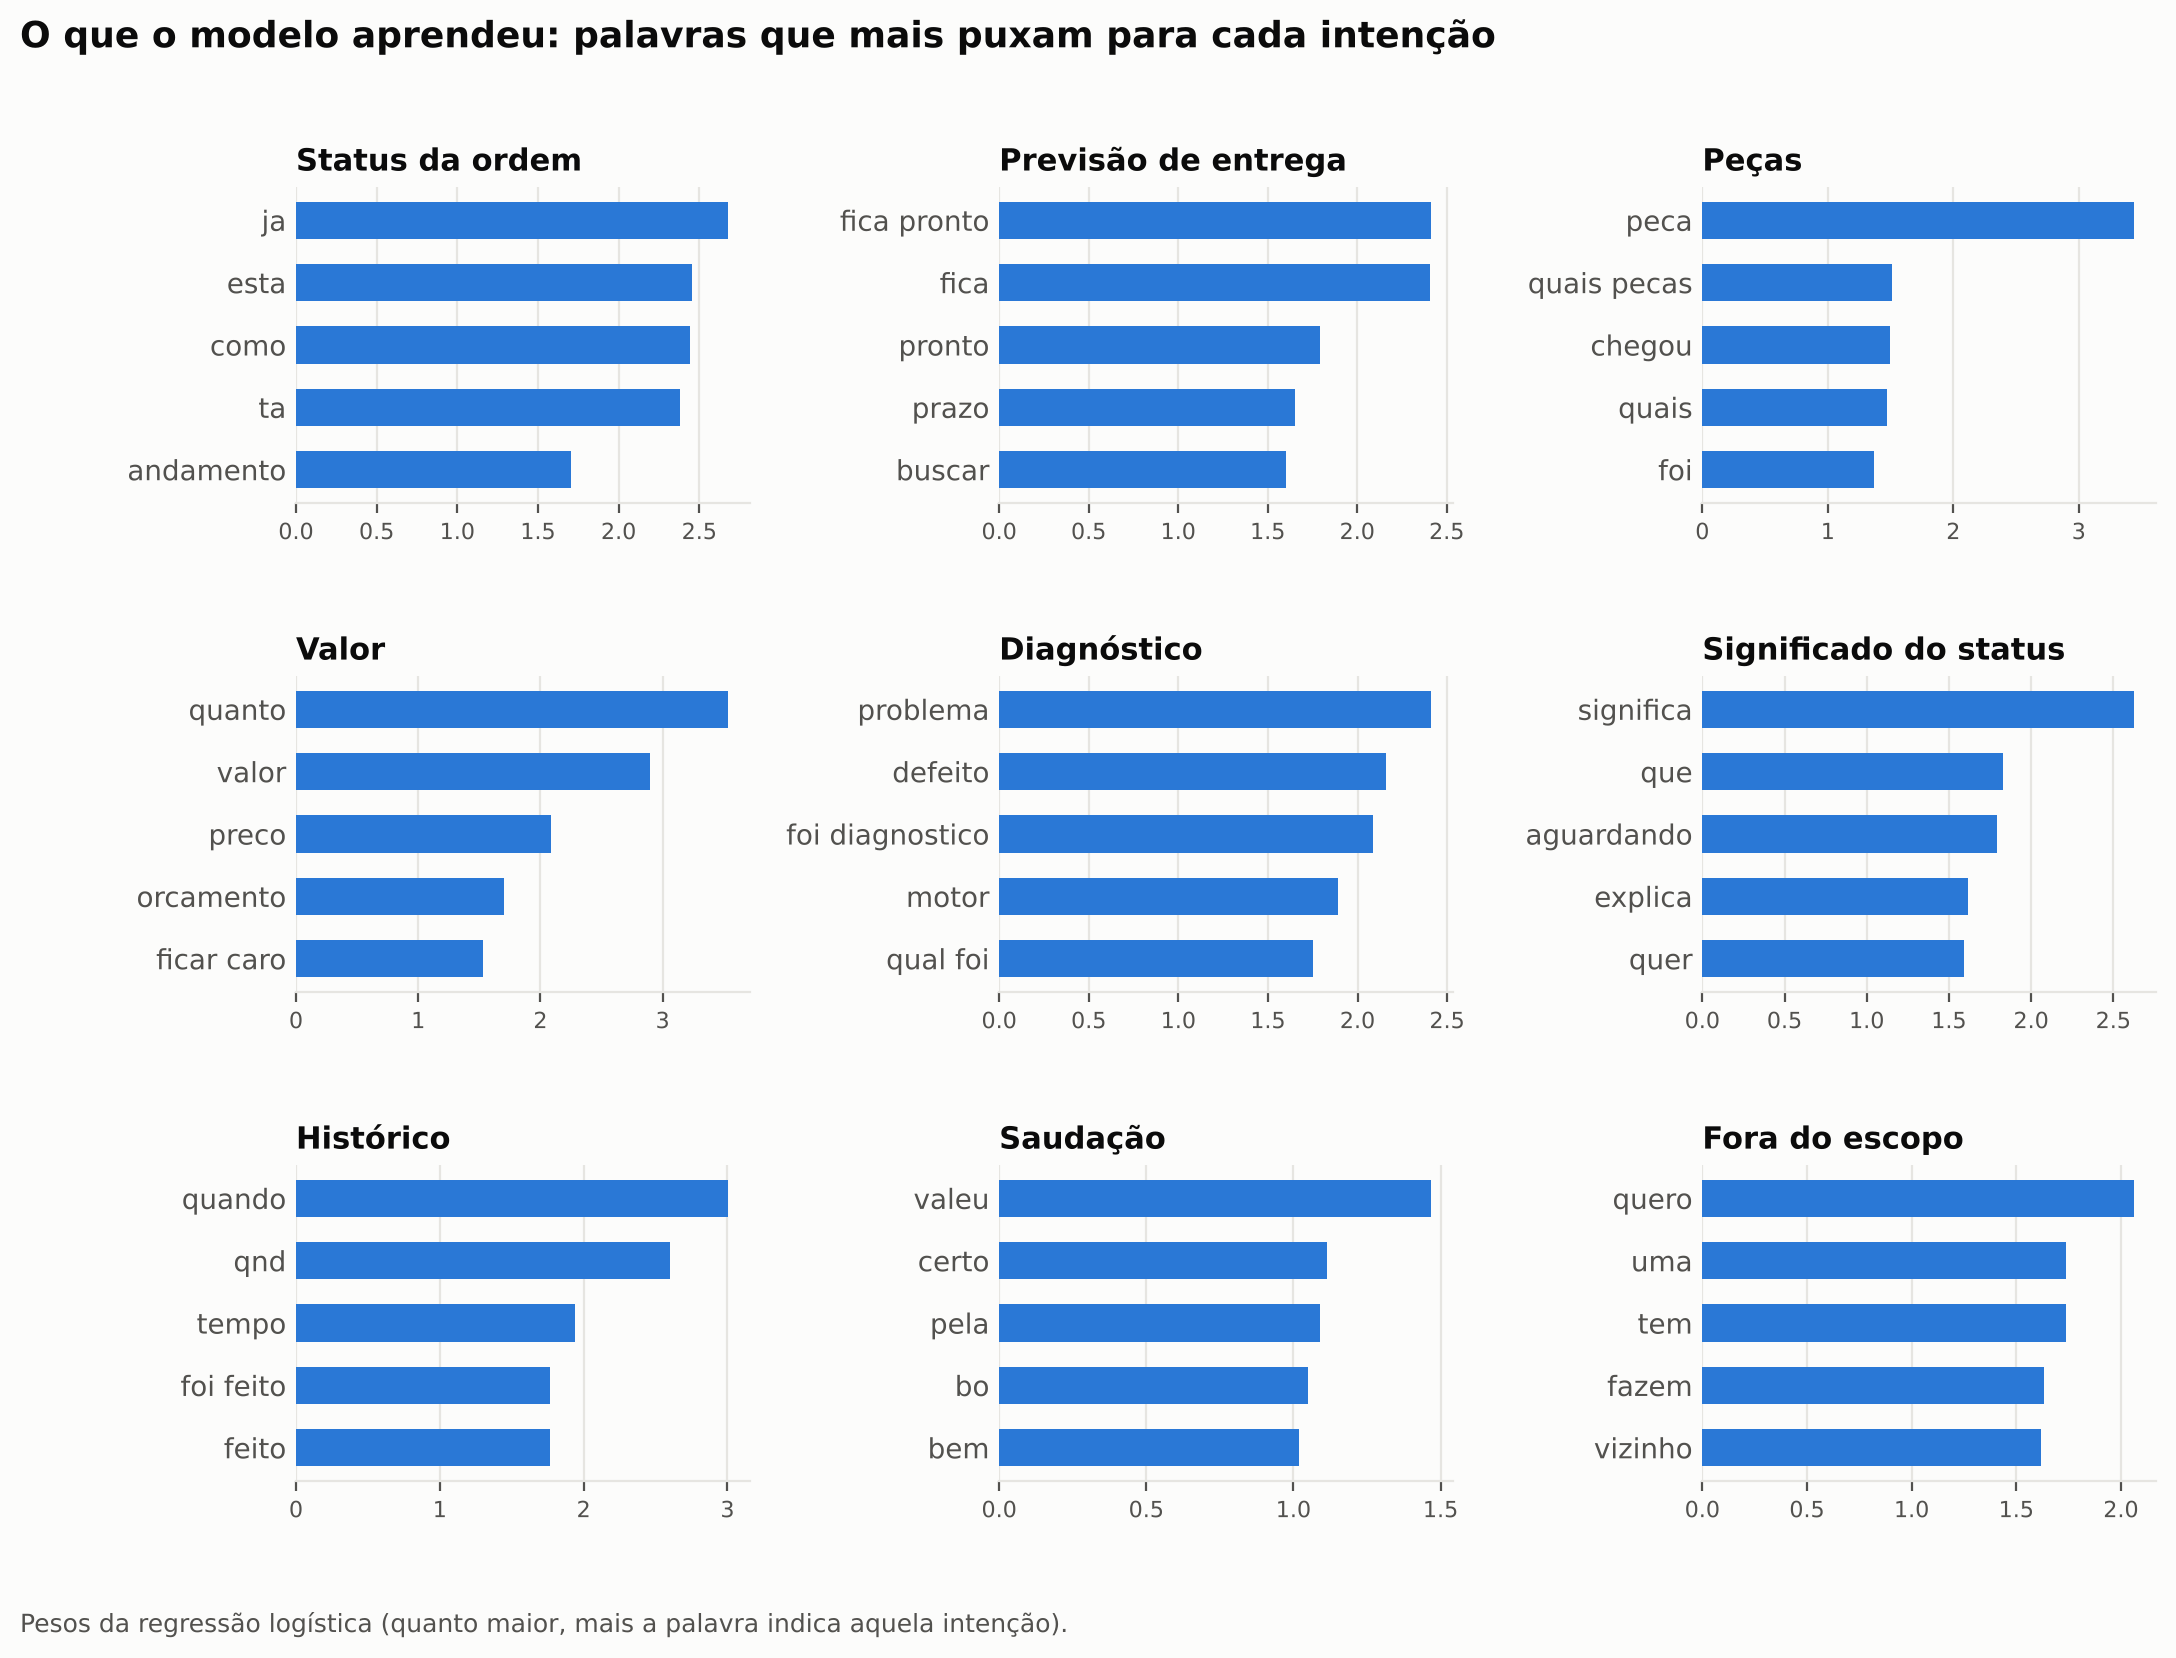 O que o modelo aprendeu: palavras que mais puxam para cada intenção
Status da ordem
ja
esta
como
ta
andamento
0.0 0.5 1.0 1.5 2.0 2.5
Previsão de entrega
fica pronto
fica
pronto
prazo
buscar
0.0 0.5 1.0 1.5 2.0 2.5
Peças
peca
quais pecas
chegou
quais
foi
0 1 2 3
Valor
quanto
valor
preco
orcamento
ficar caro
0 1 2 3
Diagnóstico
problema
defeito
foi diagnostico
motor
qual foi
0.0 0.5 1.0 1.5 2.0 2.5
Significado do status
significa
que
aguardando
explica
quer
0.0 0.5 1.0 1.5 2.0 2.5
Histórico
quando
qnd
tempo
foi feito
feito
0 1 2 3
Saudação
valeu
certo
pela
bo
bem
0.0 0.5 1.0 1.5
Fora do escopo
quero
uma
tem
fazem
vizinho
0.0 0.5 1.0 1.5 2.0
Pesos da regressão logística (quanto maior, mais a palavra indica aquela intenção).